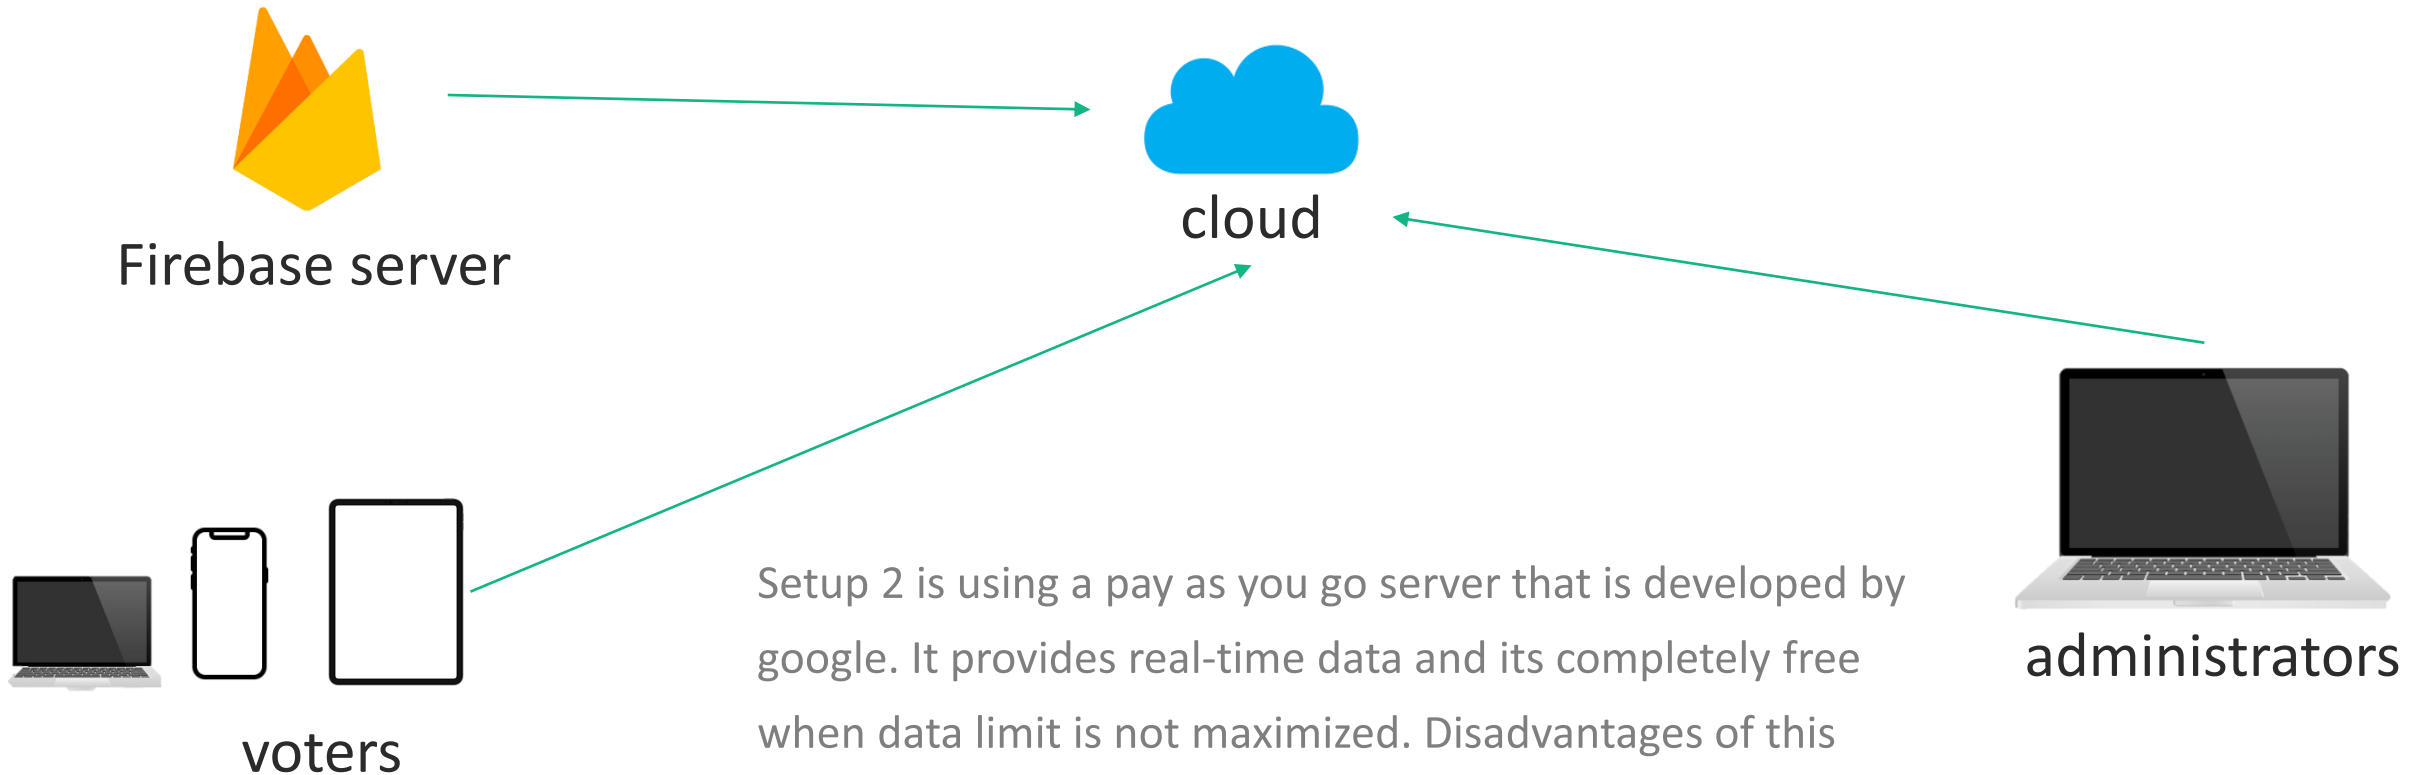 cloud
Firebase server
Setup 2 is using a pay as you go server that is developed by
google. It provides real-time data and its completely free
when data limit is not maximized. Disadvantages of this
administrators
voters